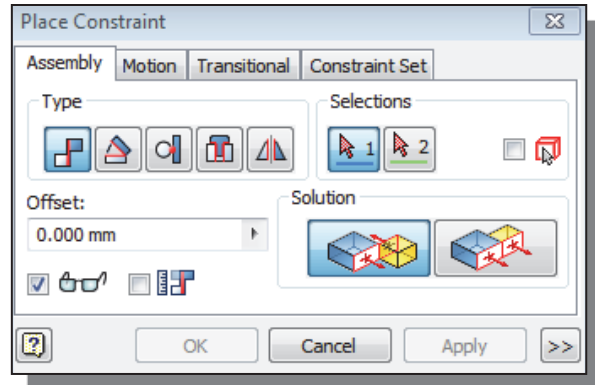 Place Constraint
Assembly Motion Transitional Constraint Set
Type Selections
1 2
Offset: Solution
0.000 mm
? OK Cancel Apply >>